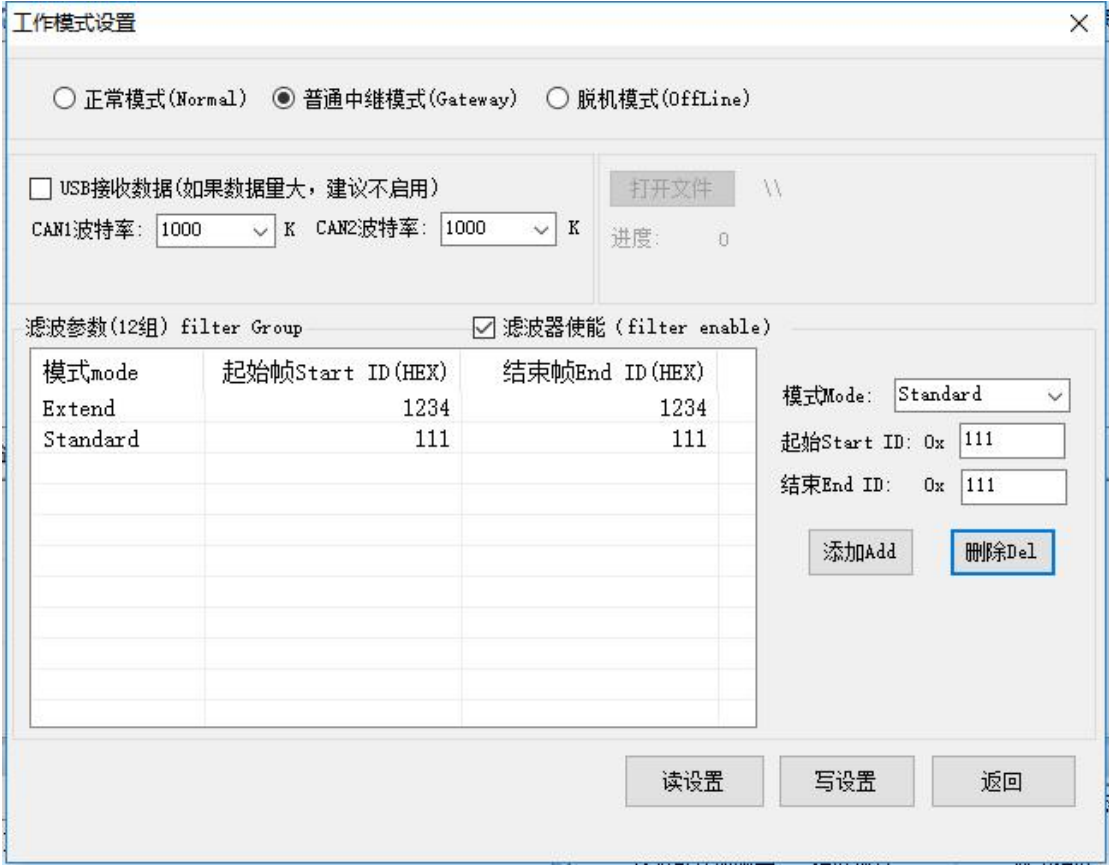 工作模式设置
正常模式(Normal) 普通中继模式(Gateway) 脱机模式(OffLine)
USB接收数据(如果数据量大，建议不启用) 打开文件 \\
CAN1波特率: 1000 K CAN2波特率: 1000 K 进度: 0
滤波参数(12组) filter Group 滤波器使能 (filter enable)
模式mode 起始帧Start ID(HEX) 结束帧End ID(HEX)
Extend 1234 1234
Standard 111 111
模式Mode: Standard
起始Start ID: 0x 111
结束End ID: 0x 111
添加Add 删除Del
读设置 写设置 返回